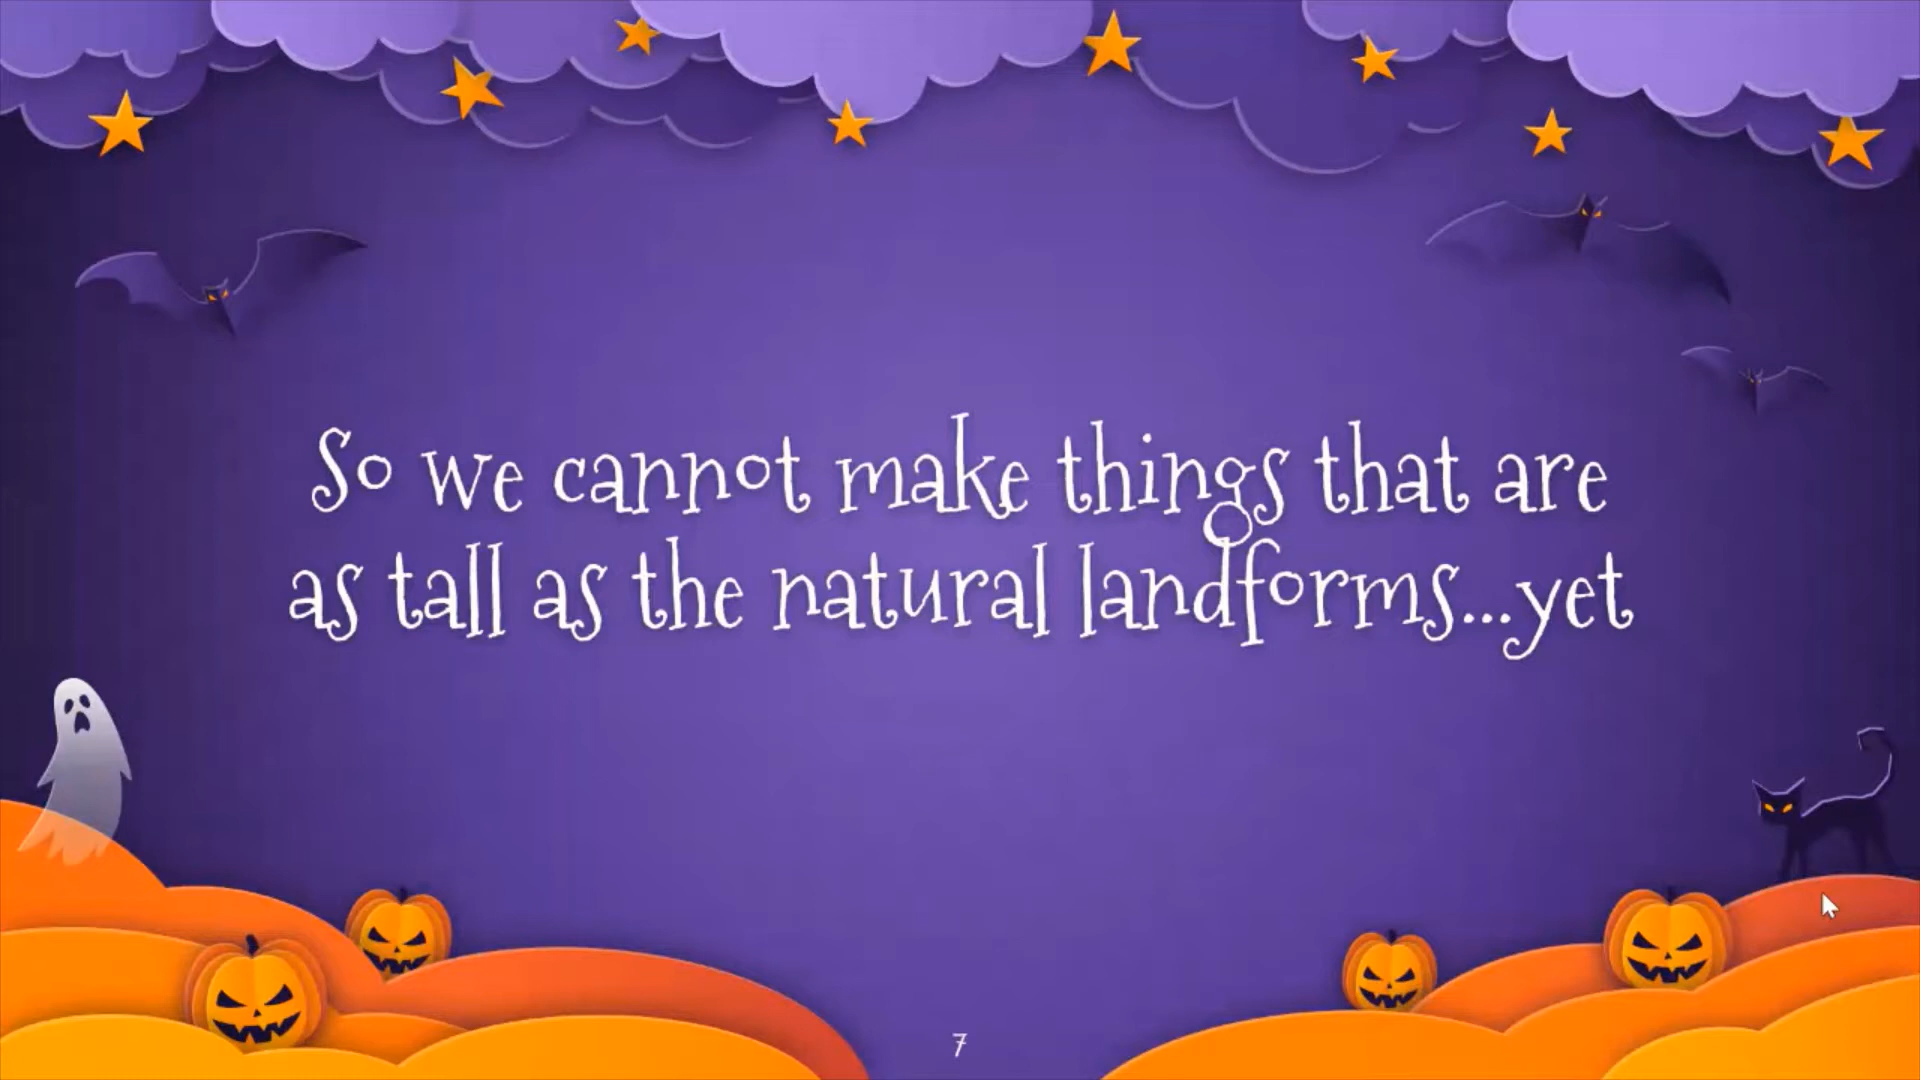 So we cannot make things that are
as tall as the natural landforms...yet
7